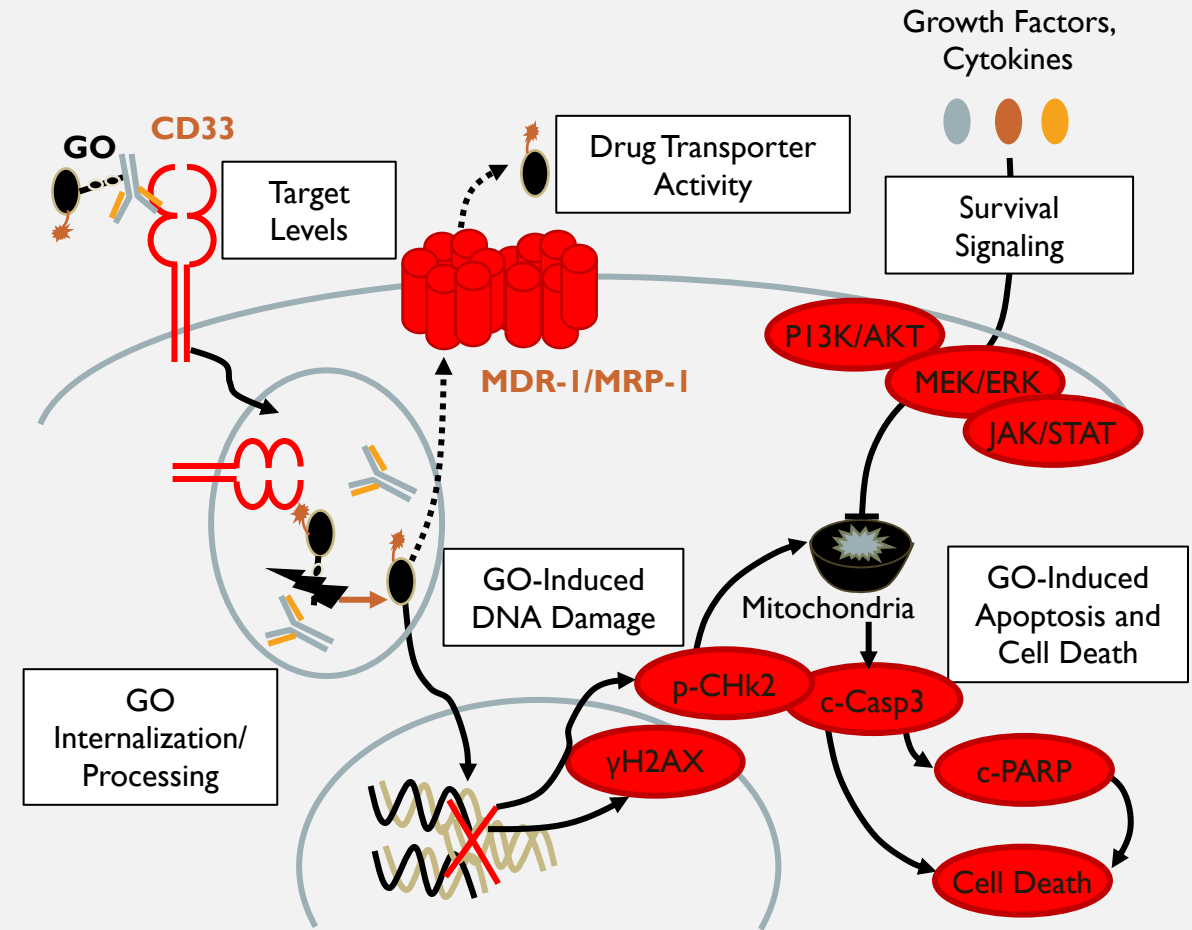 Growth Factors,
Cytokines
GO
CD33
Target
Levels
Drug Transporter
Activity
Survival
Signaling
MDR-1/MRP-1
P13K/AKT
MEK/ERK
JAK/STAT
GO-Induced
DNA Damage
Mitochondria
GO-Induced
Apoptosis and
Cell Death
GO
Internalization/
Processing
p-CHk2
c-Casp3
γH2AX
c-PARP
Cell Death